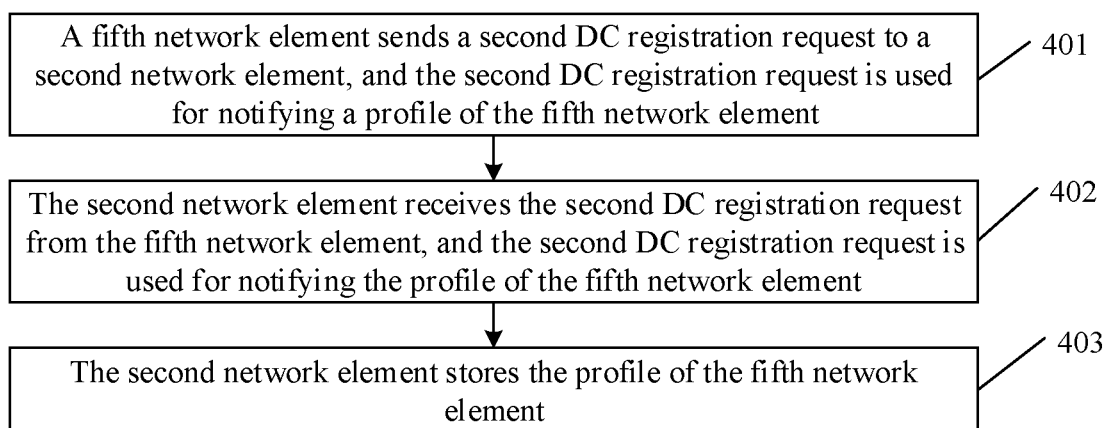 A fifth network element sends a second DC registration request to a
second network element, and the second DC registration request is used
for notifying a profile of the fifth network element
401
The second network element receives the second DC registration request
from the fifth network element, and the second DC registration request is
used for notifying the profile of the fifth network element
402
The second network element stores the profile of the fifth network
element
403